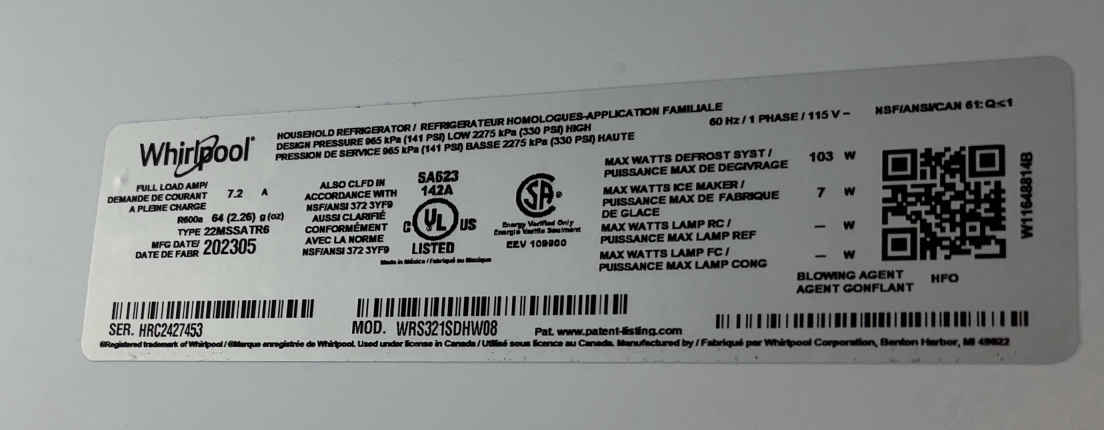 Whirlpool®
HOUSEHOLD REFRIGERATOR / REFRIGERATEUR HOMOLOGUES-APPLICATION FAMILIALE
DESIGN PRESSURE 965 kPa (141 PSI) LOW 2275 kPa (330 PSI) HIGH
PRESSION DE SERVICE 965 kPa (141 PSI) BASSE 2275 kPa (330 PSI) HAUTE
60 Hz / 1 PHASE / 115 V ~
NSF/ANSI/CAN 61: Q≤1
FULL LOAD AMP/
DEMANDE DE COURANT 7.2 A
A PLEINE CHARGE
R600a 64 (2.26) g (oz)
TYPE 22MSSATR6
MFG DATE/
DATE DE FABR 202305
ALSO CLFD IN
ACCORDANCE WITH
NSF/ANSI 372 3YF9
AUSSI CLARIFIÉ
CONFORMÉMENT
AVEC LA NORME
NSF/ANSI 372 3YF9
SA623
142A
C UL® US
LISTED
Made in México / Fabriqué au Mexique
SA®
Energy Verified Only
Energie Verifie Seulment
EEV 109900
MAX WATTS DEFROST SYST /
PUISSANCE MAX DE DEGIVRAGE 103 W
MAX WATTS ICE MAKER /
PUISSANCE MAX DE FABRIQUE 7 W
DE GLACE
MAX WATTS LAMP RC /
PUISSANCE MAX LAMP REF — W
MAX WATTS LAMP FC /
PUISSANCE MAX LAMP CONG — W
BLOWING AGENT
AGENT GONFLANT HFO
W11648814B
SER. HRC2427453
MOD. WRS321SDHW08
Pat. www.patent-listing.com
®Registered trademark of Whirlpool / ®Marque enregistrée de Whirlpool. Used under license in Canada / Utilisé sous licence au Canada. Manufactured by / Fabriqué par Whirlpool Corporation, Benton Harbor, MI 49022